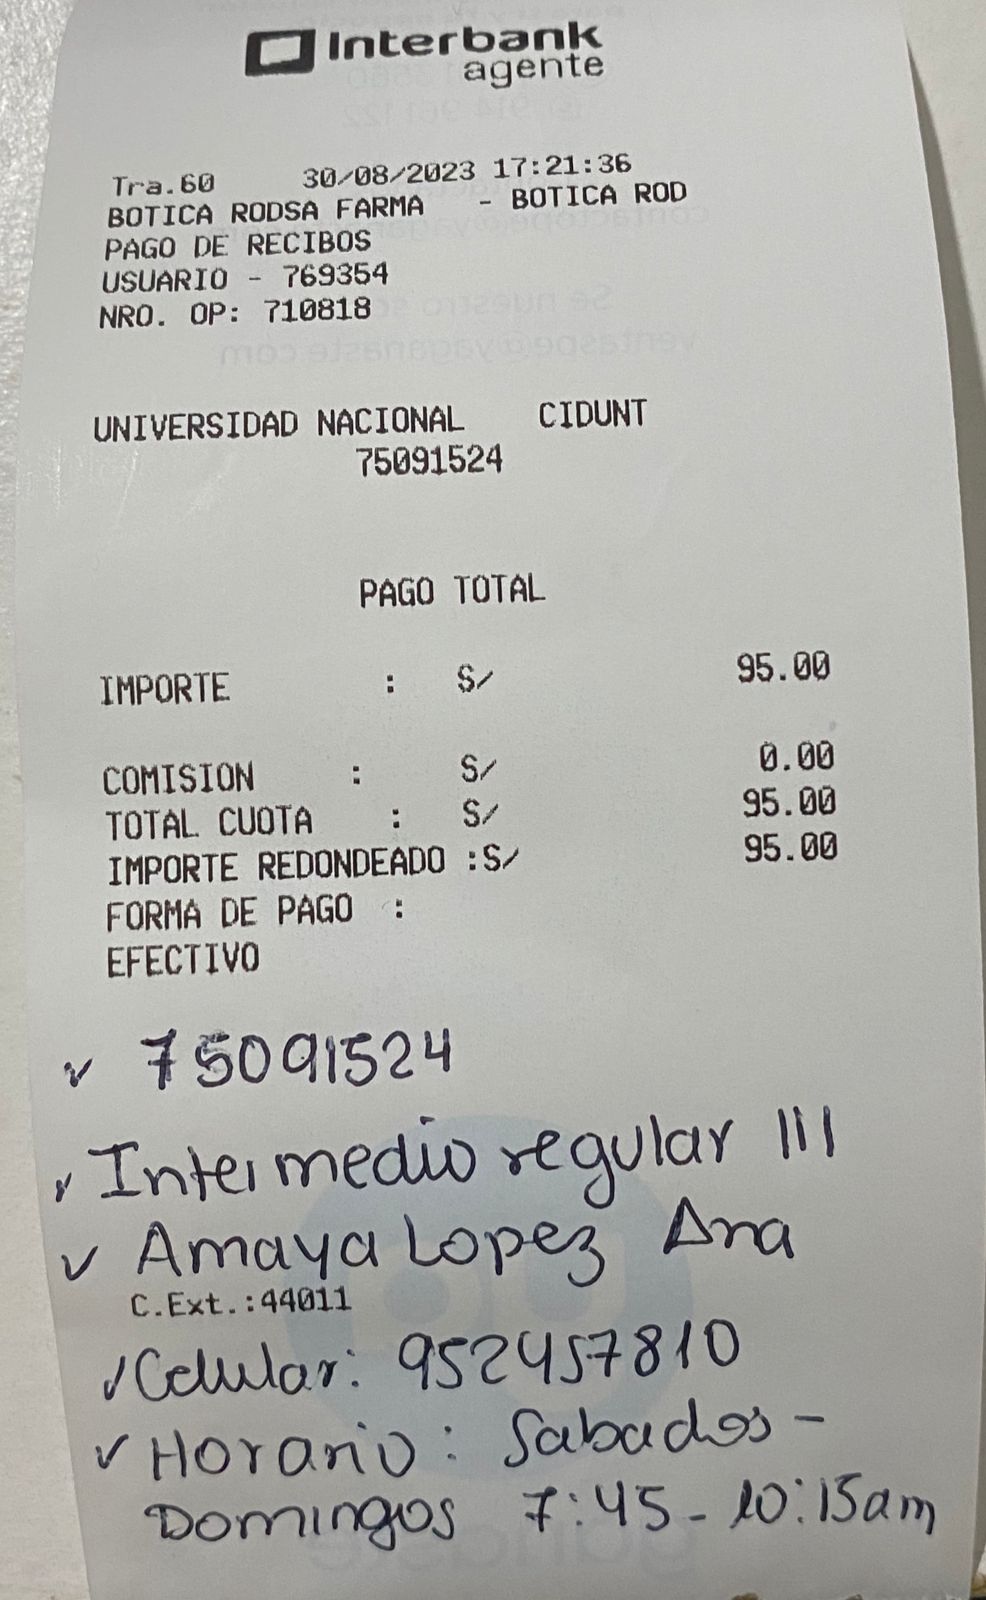 Interbank
agente
Tra.60 30/08/2023 17:21:36
BOTICA RODSA FARMA - BOTICA ROD
PAGO DE RECIBOS
USUARIO - 769354
NRO. OP: 710818
UNIVERSIDAD NACIONAL CIDUNT
75091524
PAGO TOTAL
IMPORTE : S/ 95.00
COMISION : S/ 0.00
TOTAL CUOTA : S/ 95.00
IMPORTE REDONDEADO :S/ 95.00
FORMA DE PAGO :
EFECTIVO
✓ 75091524
✓ Intermedio regular III
✓ Amaya Lopez Ana
C.Ext.:44011
✓ Celular: 952457810
✓ Horario: Sabados -
Domingos 7:45 - 10:15am